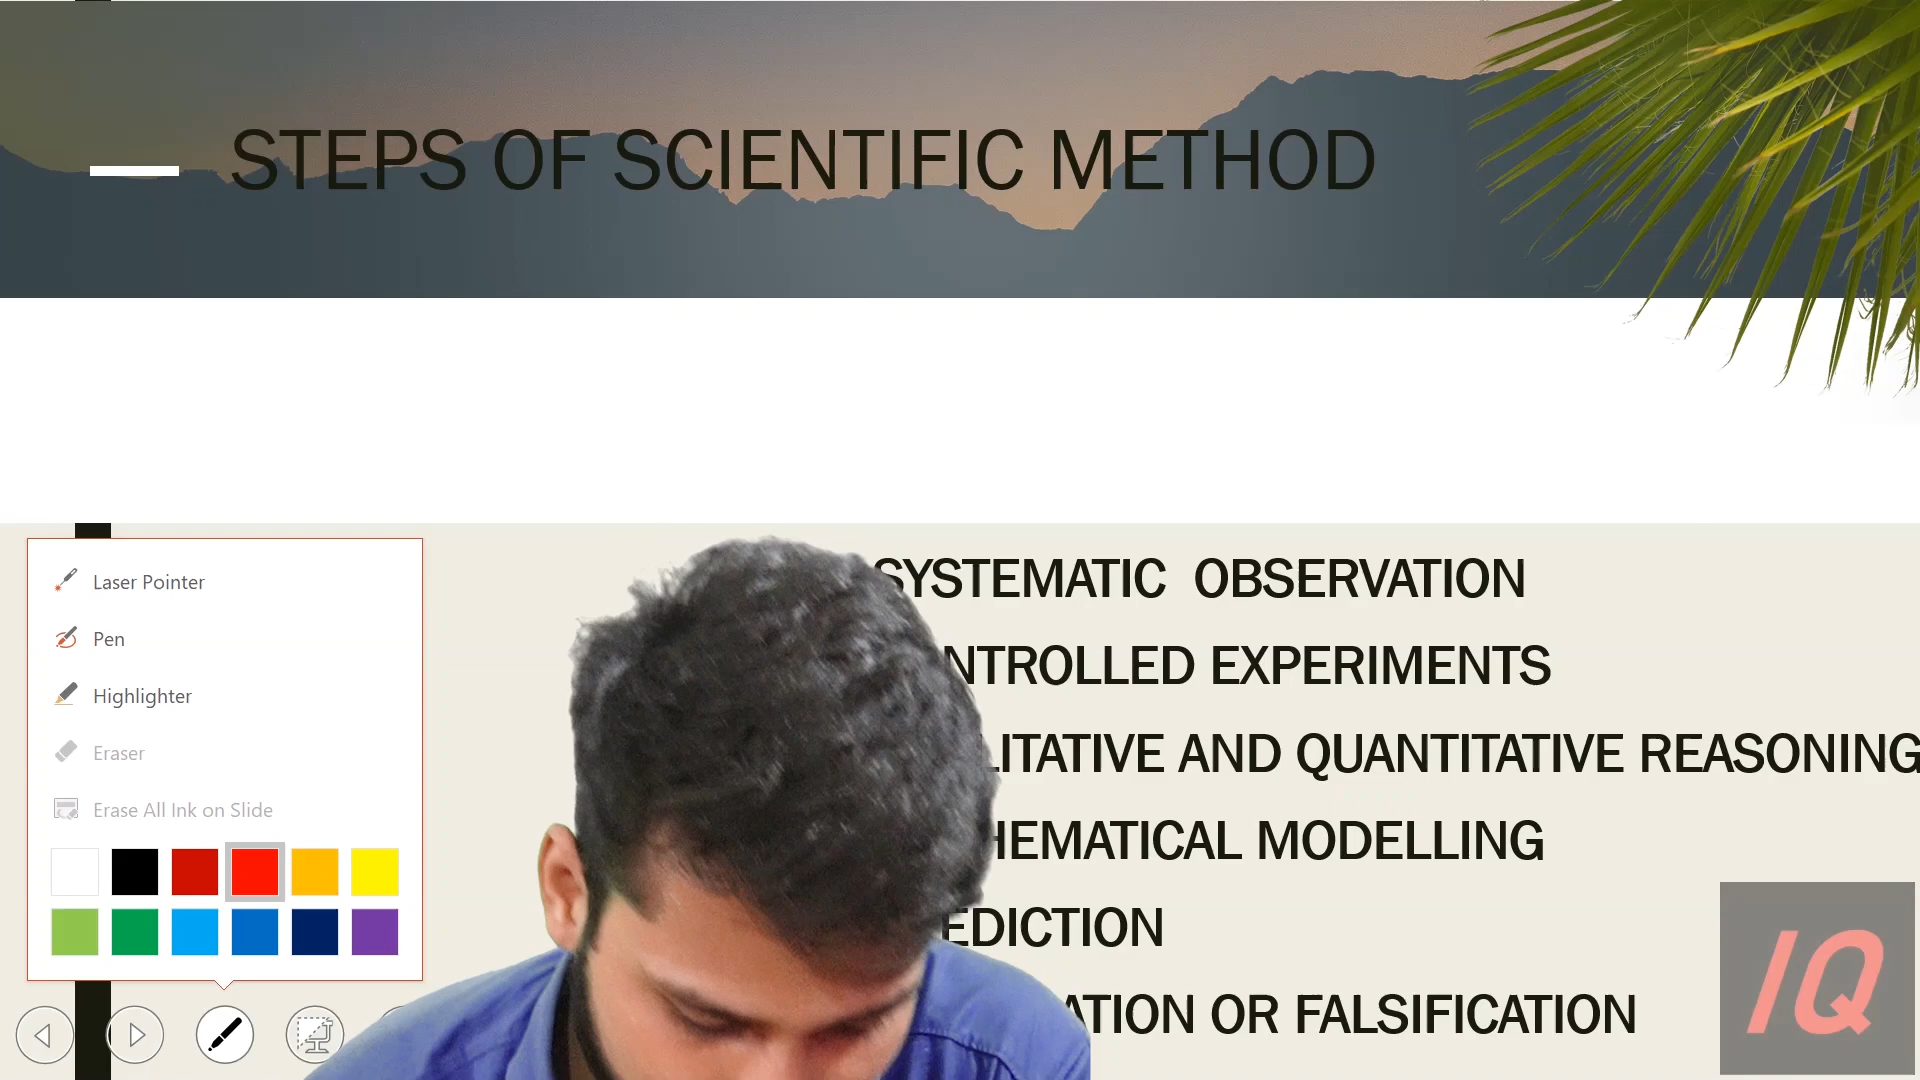 STEPS OF SCIENTIFIC METHOD
SYSTEMATIC OBSERVATION
NTROLLED EXPERIMENTS
LITATIVE AND QUANTITATIVE REASONING
HEMATICAL MODELLING
EDICTION
ATION OR FALSIFICATION
Laser Pointer
Pen
Highlighter
Eraser
Erase All Ink on Slide
IQ